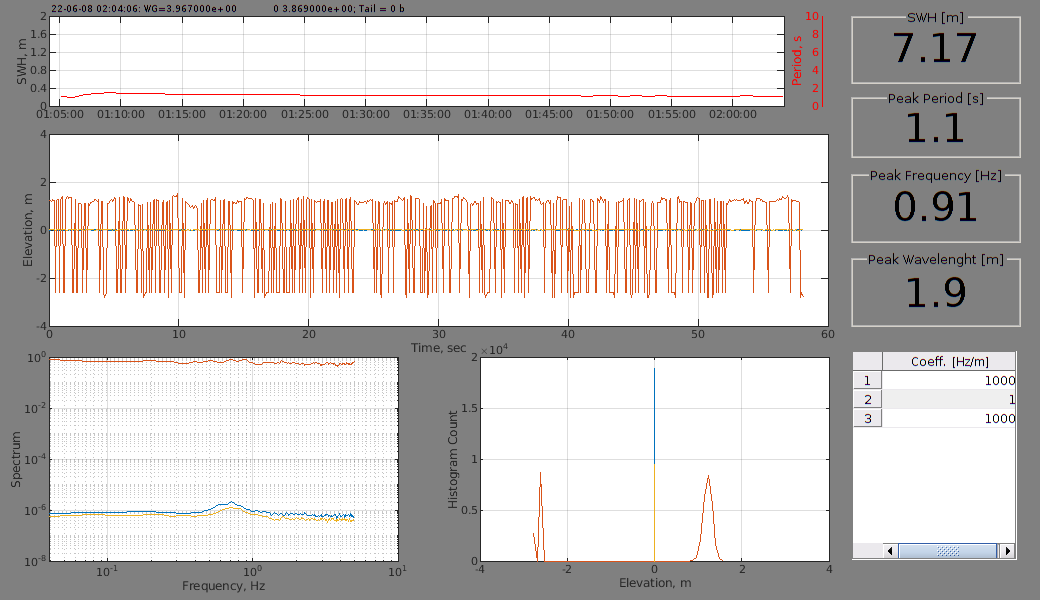 22-06-08 02:04:06: WG=3.967000e+00 0 3.869000e+00; Tail = 0 b
SWH, m
2
1.6
1.2
0.8
0.4
0
01:05:00 01:10:00 01:15:00 01:20:00 01:25:00 01:30:00 01:35:00 01:40:00 01:45:00 01:50:00 01:55:00 02:00:00
Period, s
10
8
6
4
2
0
SWH [m]
7.17
Peak Period [s]
1.1
Peak Frequency [Hz]
0.91
Peak Wavelenght [m]
1.9
Elevation, m
4
2
0
-2
-4
0 10 20 30 40 50 60
Time, sec
Spectrum
10^0
10^-2
10^-4
10^-6
10^-8
10^-1 10^0 10^1
Frequency, Hz
×10^4
Histogram Count
2
1.5
1
0.5
0
-4 -2 0 2 4
Elevation, m
Coeff. [Hz/m]
1 1000
2 1
3 1000